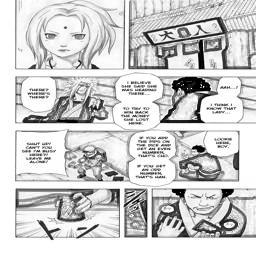 AAH...!
I THINK I
KNOW THAT
LADY...
I BELIEVE
SHE SAID SHE
WAS HEADING
THERE...
TO TRY TO
WIN BACK
THE MONEY
SHE LOST
HERE.
THERE?
WHERE'S
THERE?
LOOKIE
HERE,
BOY.
IF YOU ADD
THE PIPS ON
THE DICE AND
GET AN EVEN
NUMBER,
THAT'S CHO.
IF YOU
GET AN
ODD
NUMBER,
THAT'S HAN.
SHUT UP!
CAN'T YOU
SEE I'M BUSY
HERE!?
LEAVE ME
ALONE!